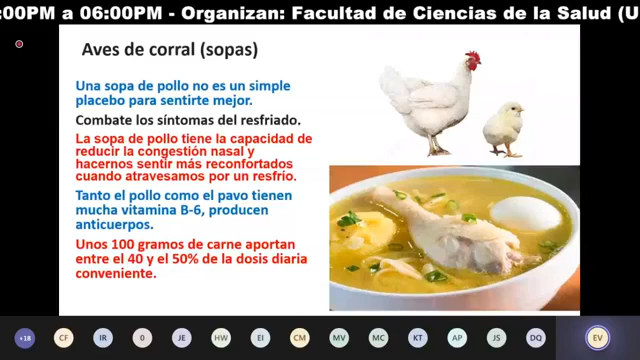 :00PM a 06:00PM - Organizan: Facultad de Ciencias de la Salud (U
Aves de corral (sopas)
Una sopa de pollo no es un simple
placebo para sentirte mejor.
Combate los síntomas del resfriado.
La sopa de pollo tiene la capacidad de
reducir la congestión nasal y
hacernos sentir más reconfortados
cuando atravesamos por un resfrío.
Tanto el pollo como el pavo tienen
mucha vitamina B-6, producen
anticuerpos.
Unos 100 gramos de carne aportan
entre el 40 y el 50% de la dosis diaria
conveniente.
+18 CF IR 0 JE HW EI CM MV MC KT AP JS DQ EV